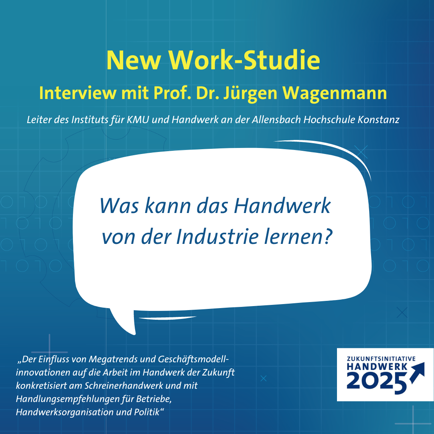 New Work-Studie
Interview mit Prof. Dr. Jürgen Wagenmann
Leiter des Instituts für KMU und Handwerk an der Allensbach Hochschule Konstanz
Was kann das Handwerk
von der Industrie lernen?
„Der Einfluss von Megatrends und Geschäftsmodell-
innovationen auf die Arbeit im Handwerk der Zukunft
konkretisiert am Schreinerhandwerk und mit
Handlungsempfehlungen für Betriebe,
Handwerksorganisation und Politik“
ZUKUNFTSINITIATIVE
HANDWERK
2025